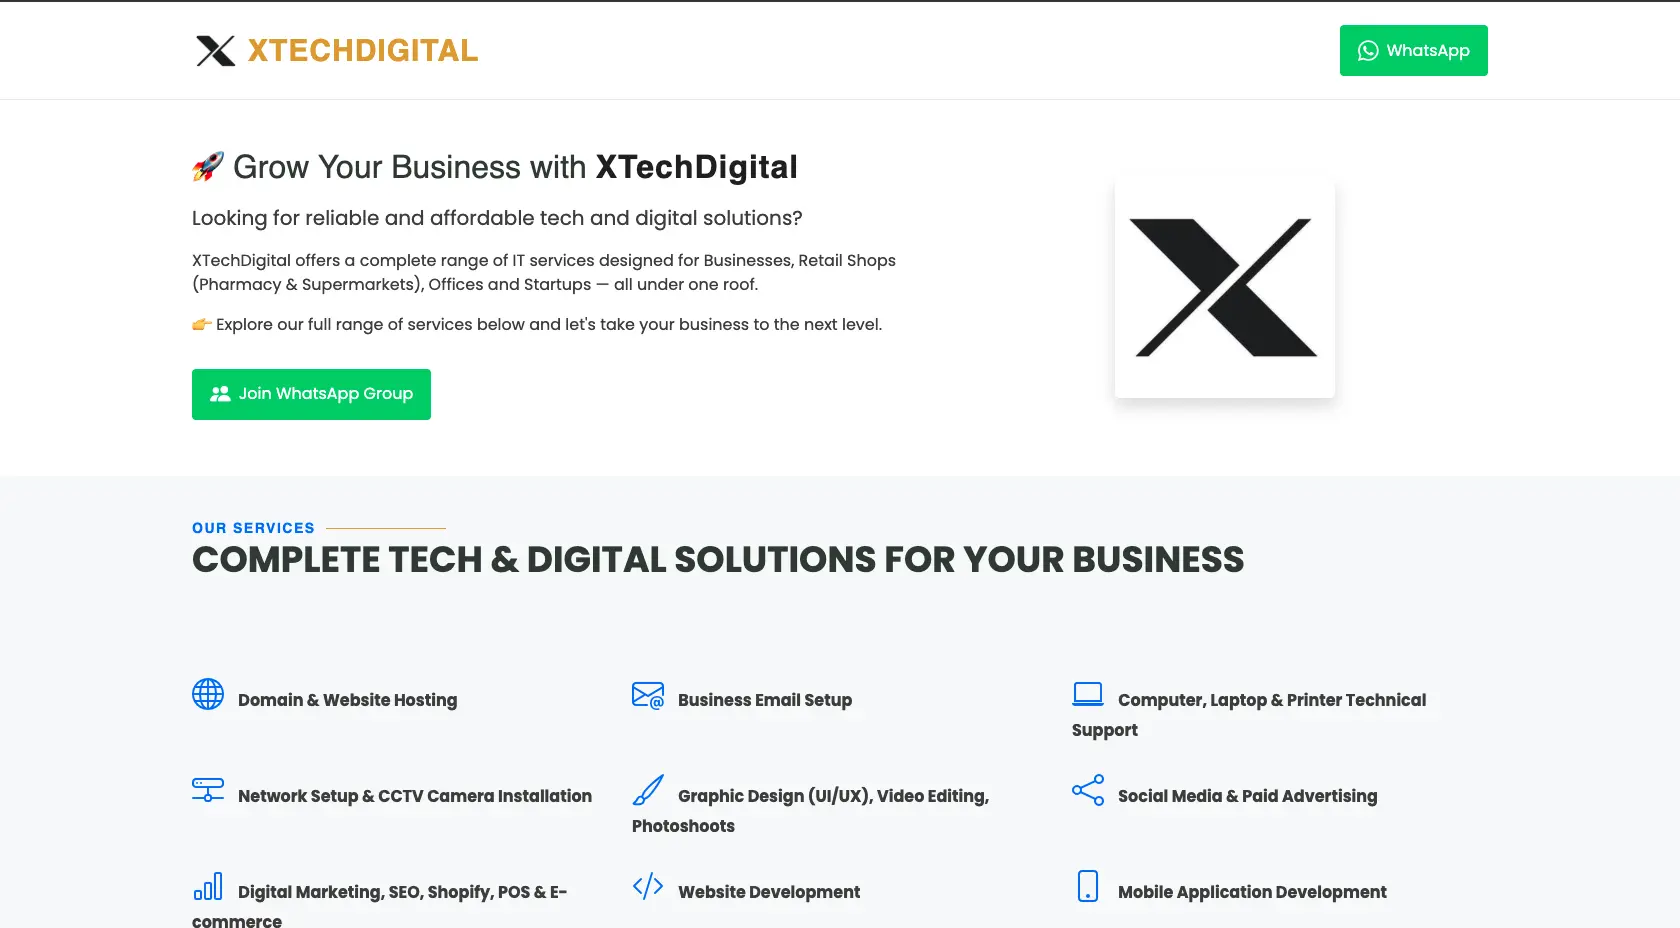 XTECHDIGITAL
WhatsApp
🚀 Grow Your Business with XTechDigital
Looking for reliable and affordable tech and digital solutions?
XTechDigital offers a complete range of IT services designed for Businesses, Retail Shops
(Pharmacy & Supermarkets), Offices and Startups — all under one roof.
👉 Explore our full range of services below and let's take your business to the next level.
Join WhatsApp Group
OUR SERVICES
COMPLETE TECH & DIGITAL SOLUTIONS FOR YOUR BUSINESS
Domain & Website Hosting
Business Email Setup
Computer, Laptop & Printer Technical
Support
Network Setup & CCTV Camera Installation
Graphic Design (UI/UX), Video Editing,
Photoshoots
Social Media & Paid Advertising
Digital Marketing, SEO, Shopify, POS & E-
commerce
Website Development
Mobile Application Development